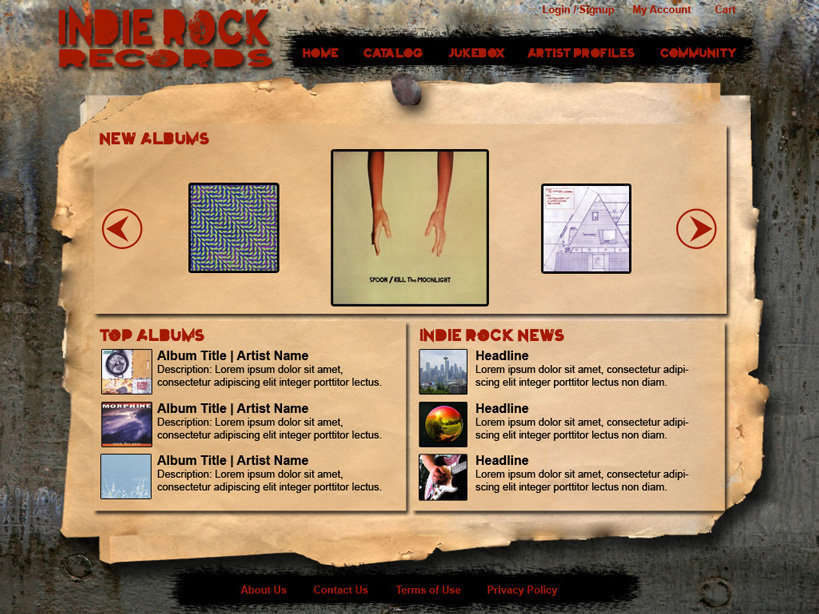 INDIE ROCK
RECORDS
Login / Signup My Account Cart
HOME CATALOG JUKEBOX ARTIST PROFILES COMMUNITY
NEW ALBUMS
SPOON / KILL The MOONLIGHT
TOP ALBUMS
Album Title | Artist Name
Description: Lorem ipsum dolor sit amet,
consectetur adipiscing elit integer porttitor lectus.
MORPHINE
Album Title | Artist Name
Description: Lorem ipsum dolor sit amet,
consectetur adipiscing elit integer porttitor lectus.
Album Title | Artist Name
Description: Lorem ipsum dolor sit amet,
consectetur adipiscing elit integer porttitor lectus.
INDIE ROCK NEWS
Headline
Lorem ipsum dolor sit amet, consectetur adipi-
scing elit integer porttitor lectus non diam.
Headline
Lorem ipsum dolor sit amet, consectetur adipi-
scing elit integer porttitor lectus non diam.
Headline
Lorem ipsum dolor sit amet, consectetur adipi-
scing elit integer porttitor lectus non diam.
About Us Contact Us Terms of Use Privacy Policy